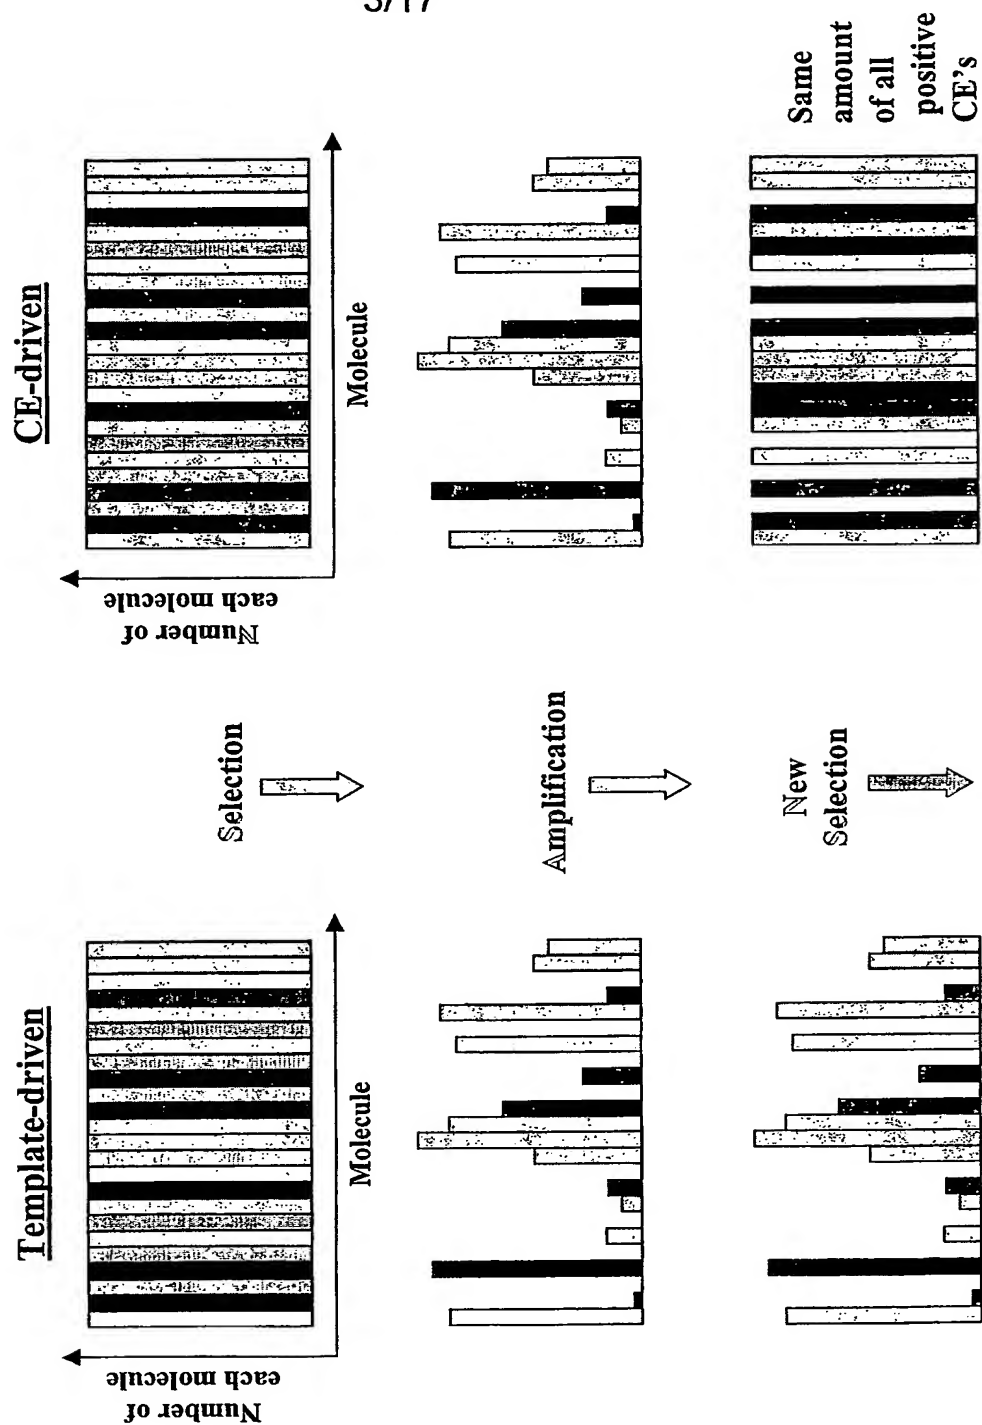 3/17
Template-driven
CE-driven
Number of
each molecule
Molecule
Selection
Number of
each molecule
Molecule
Amplification
New
Selection
Same
amount
of all
positive
CE's